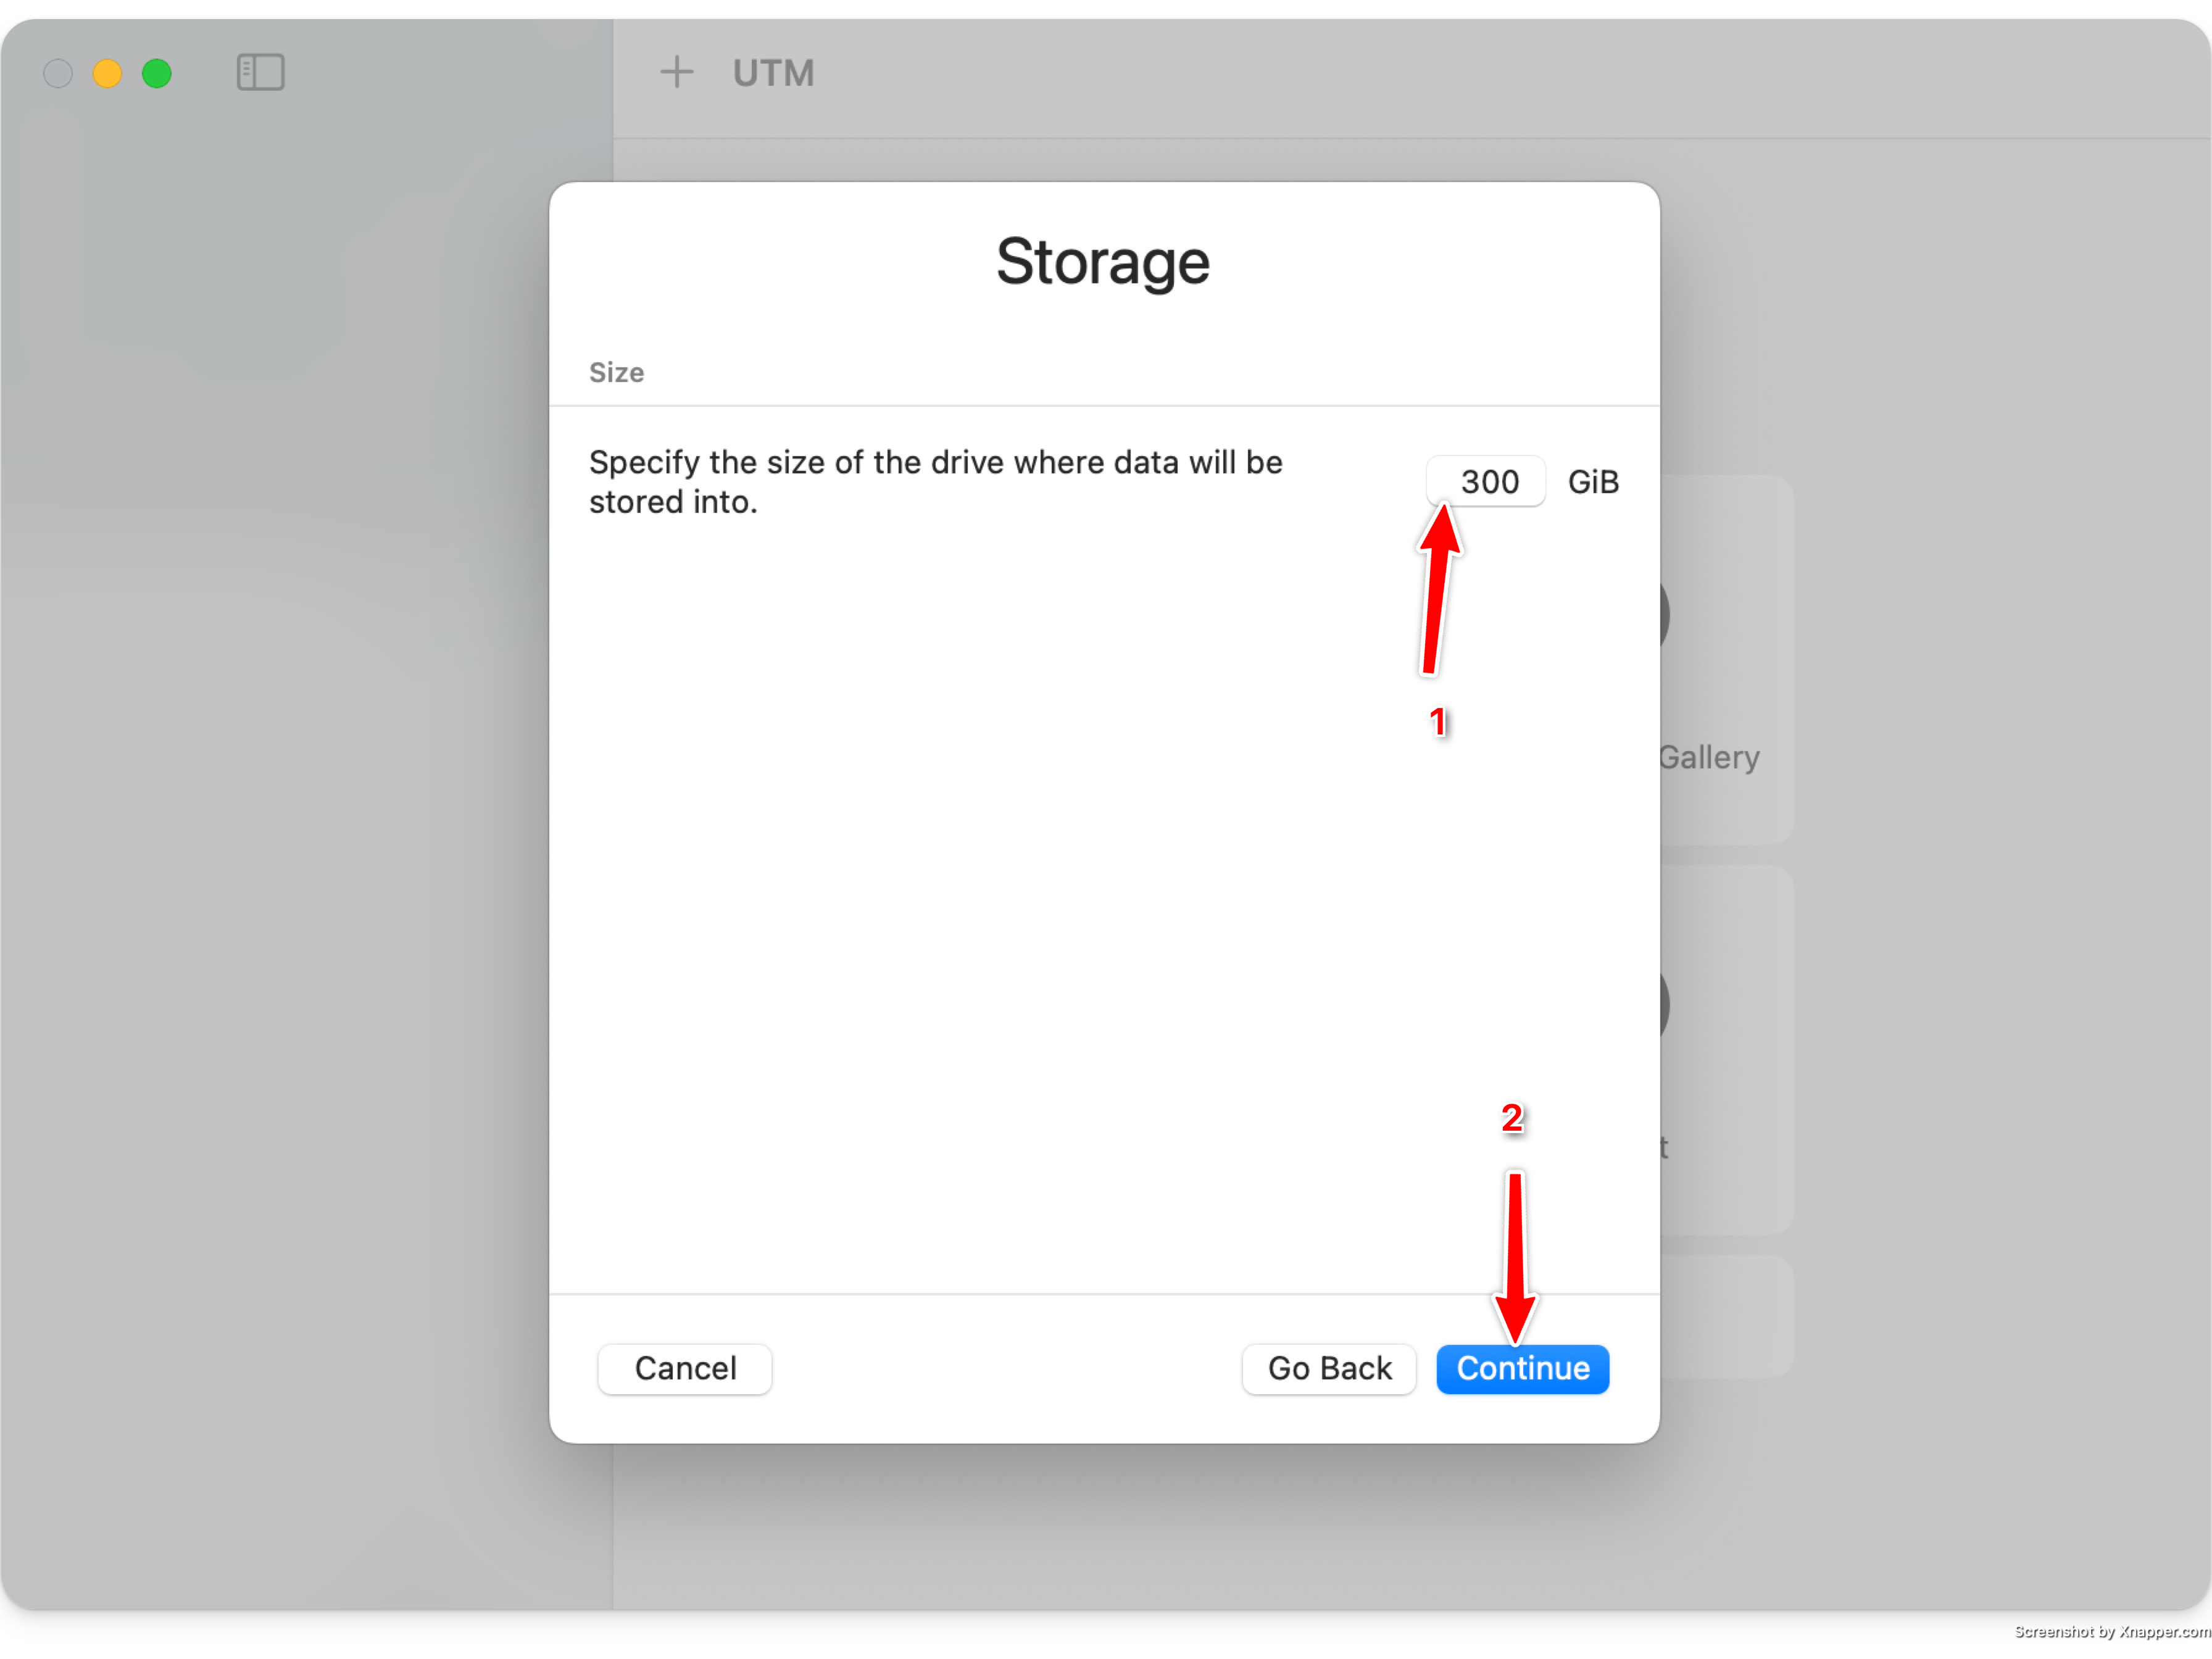 UTM
Storage
Size
Specify the size of the drive where data will be
stored into.
300 GiB
1
Gallery
2
t
Cancel
Go Back
Continue
Screenshot by Xnapper.com